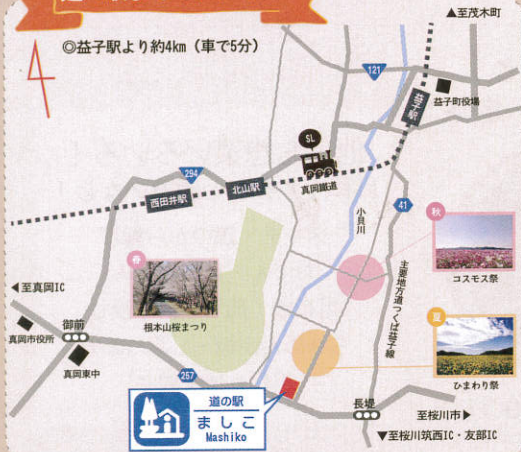 ▲至茂木町
◎益子駅より約4km（車で5分）
121
益子町役場
益子駅
SL
真岡鐵道
294
北山駅
西田井駅
41
小貝川
秋
コスモス祭
主要地方道つくば益子線
春
根本山桜まつり
◀至真岡IC
真岡市役所
御前
真岡東中
夏
ひまわり祭
257
道の駅
ましこ
Mashiko
長堤
至桜川市▶
▼至桜川筑西IC・友部IC